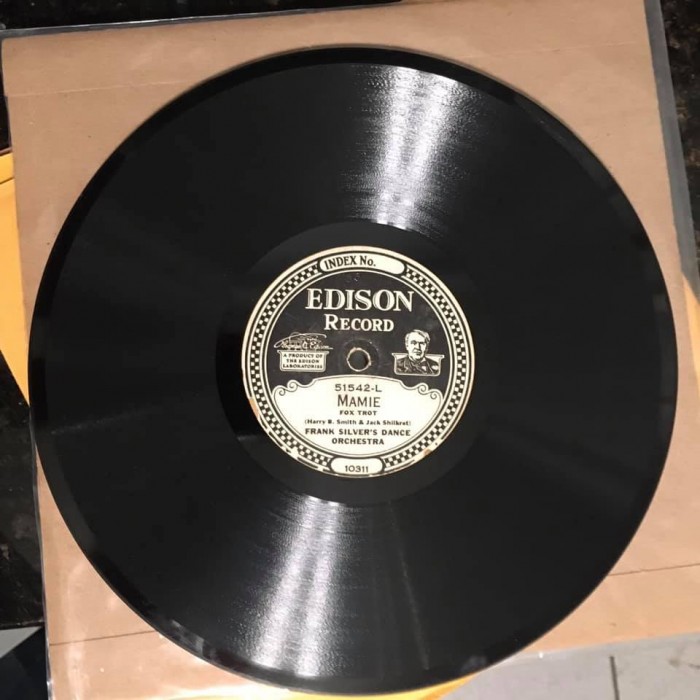 INDEX No.
EDISON
RECORD
A PRODUCT OF
THE EDISON
LABORATORIES
51542-L
MAMIE
FOX TROT
(Harry B. Smith & Jack Shilkret)
FRANK SILVER'S DANCE
ORCHESTRA
10311